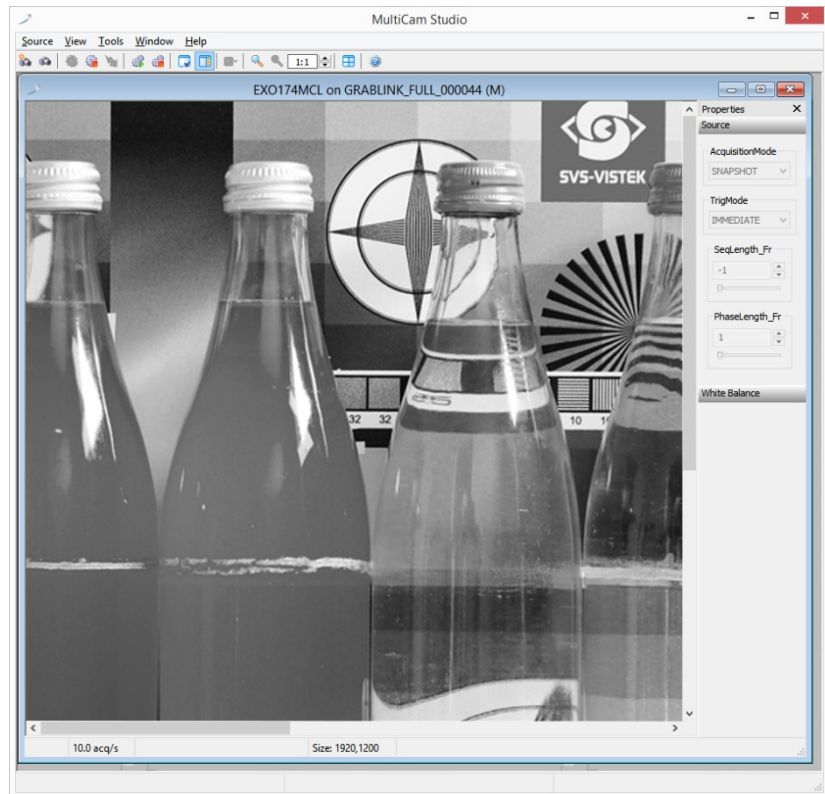 MultiCam Studio
Source View Tools Window Help
1:1
EXO174MCL on GRABLINK_FULL_000044 (M)
Properties X
Source
AcquisitionMode
SNAPSHOT
TrigMode
IMMEDIATE
SeqLength_Fr
-1
PhaseLength_Fr
1
White Balance
SVS-VISTEK
32 32
10
10.0 acq/s
Size: 1920,1200